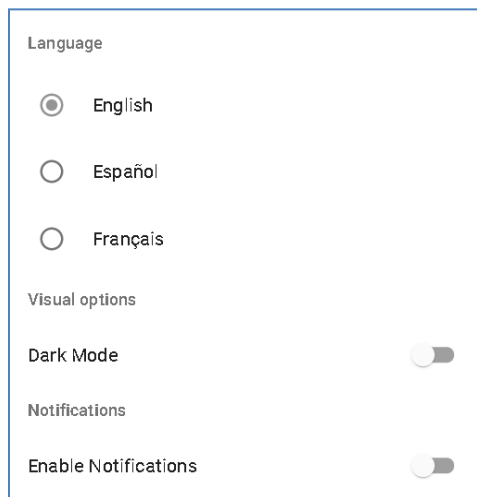 Language
English
Español
Français
Visual options
Dark Mode
Notifications
Enable Notifications